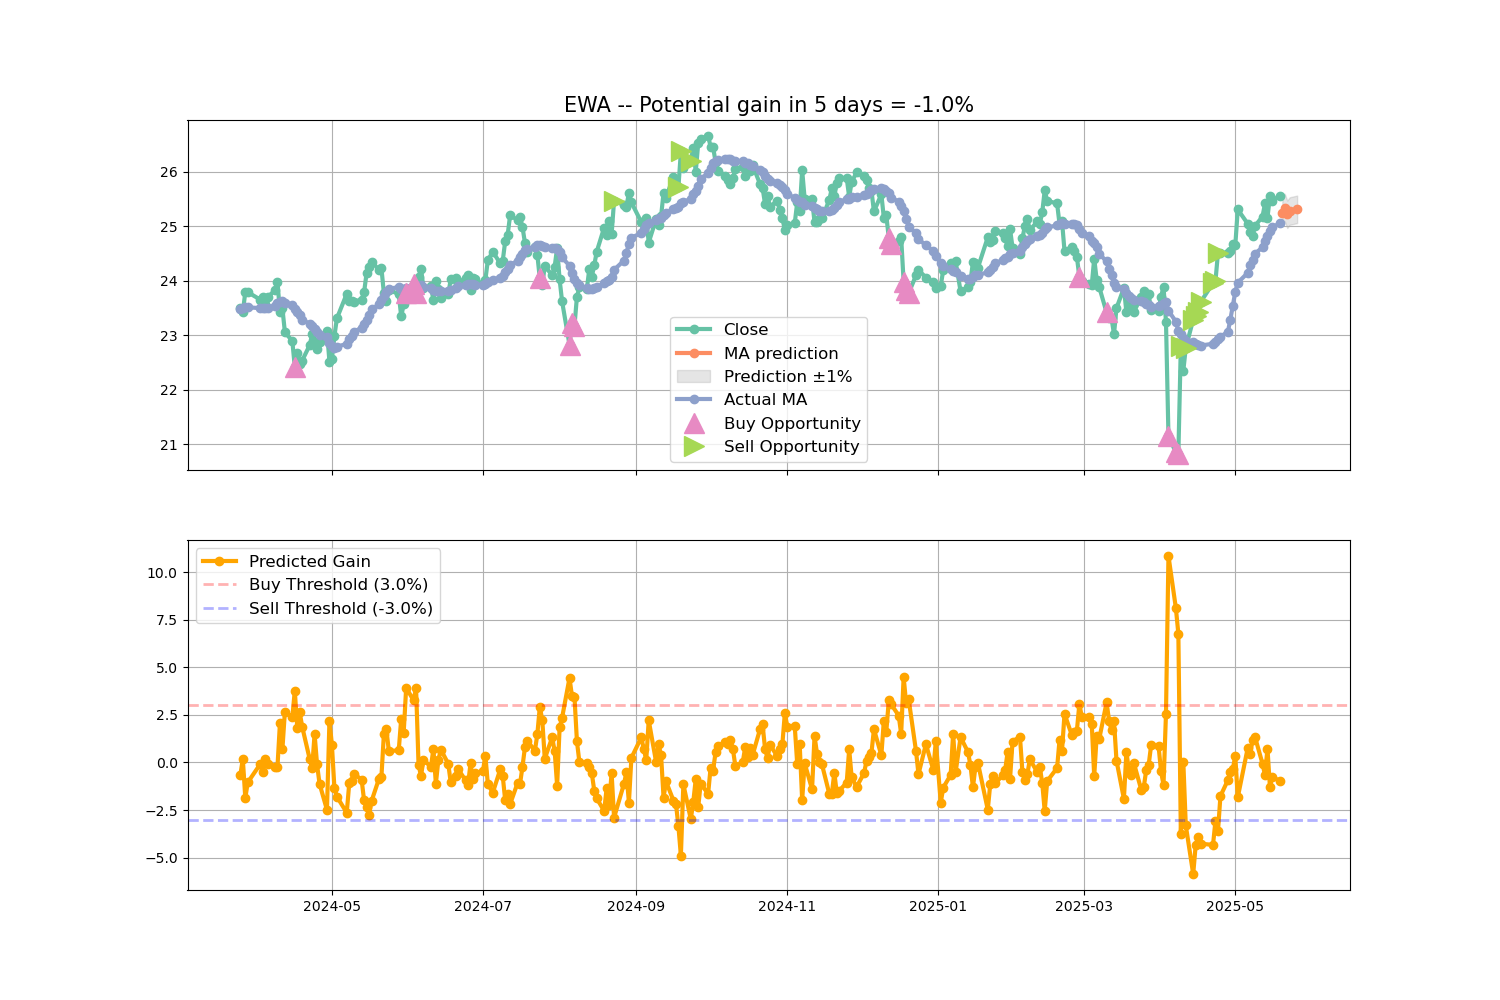 EWA -- Potential gain in 5 days = -1.0%
26
25
24
23
22
21
Close
MA prediction
Prediction ±1%
Actual MA
Buy Opportunity
Sell Opportunity
10.0
7.5
5.0
2.5
0.0
−2.5
−5.0
Predicted Gain
Buy Threshold (3.0%)
Sell Threshold (-3.0%)
2024-05
2024-07
2024-09
2024-11
2025-01
2025-03
2025-05